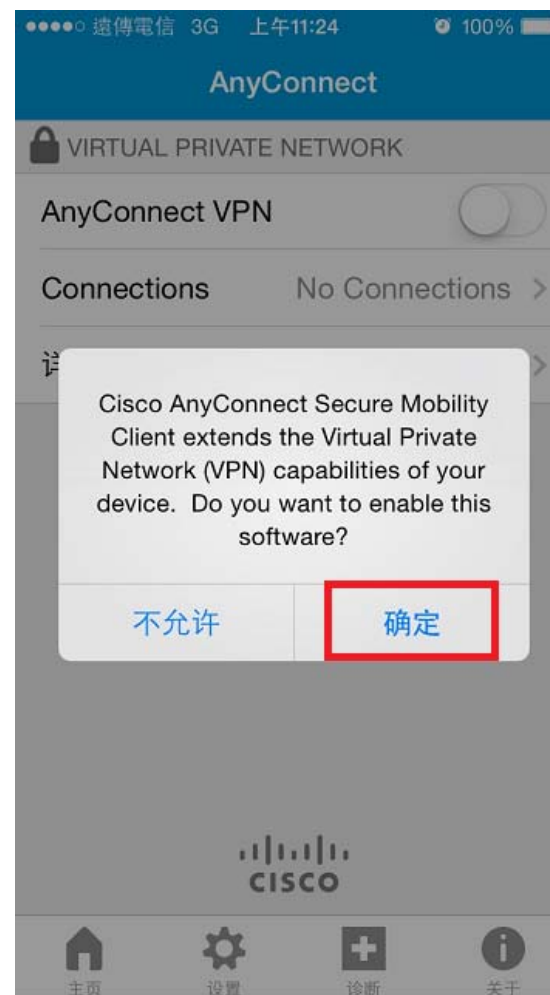 遠傳電信 3G 上午11:24 100%
AnyConnect
VIRTUAL PRIVATE NETWORK
AnyConnect VPN
Connections No Connections
详
Cisco AnyConnect Secure Mobility
Client extends the Virtual Private
Network (VPN) capabilities of your
device. Do you want to enable this
software?
不允许 确定
CISCO
主页 设置 诊断 关于